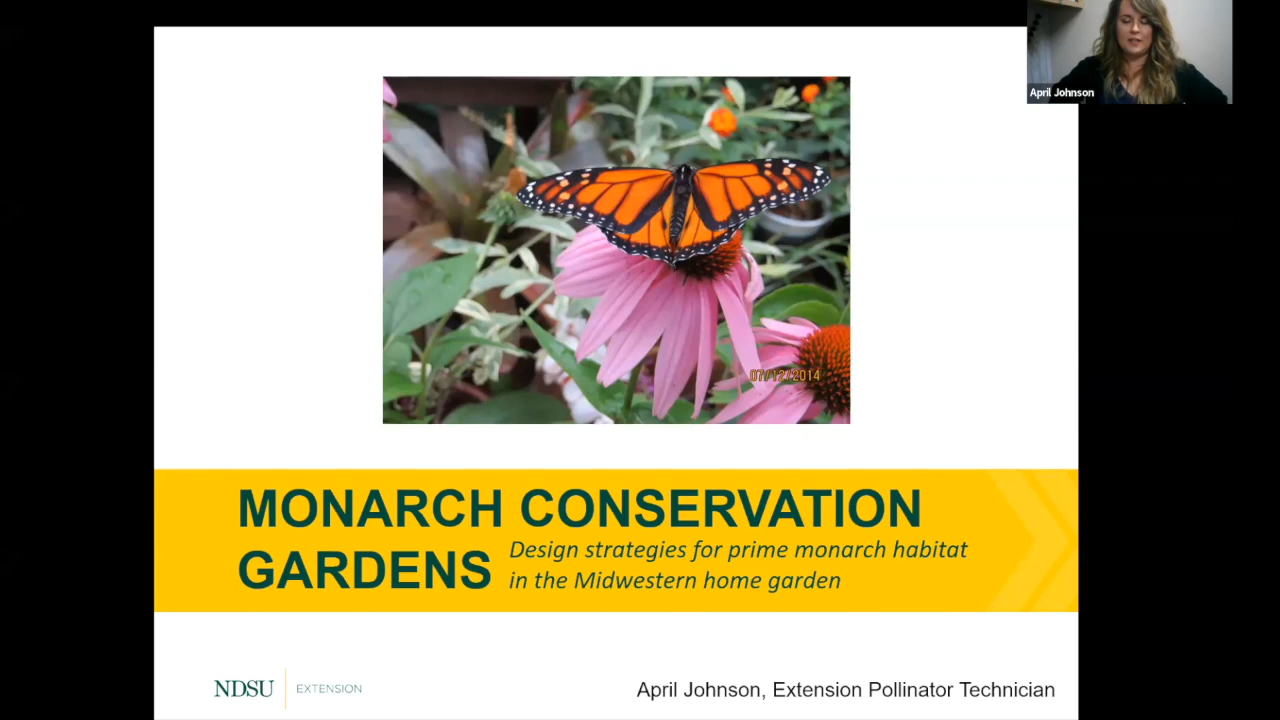 April Johnson
07/12/2014
MONARCH CONSERVATION
GARDENS
Design strategies for prime monarch habitat
in the Midwestern home garden
NDSU EXTENSION
April Johnson, Extension Pollinator Technician